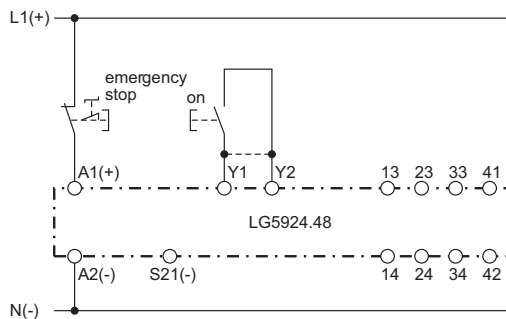 L1(+)
emergency
stop
on
A1(+) Y1 Y2 13 23 33 41
LG5924.48
A2(-) S21(-) 14 24 34 42
N(-)